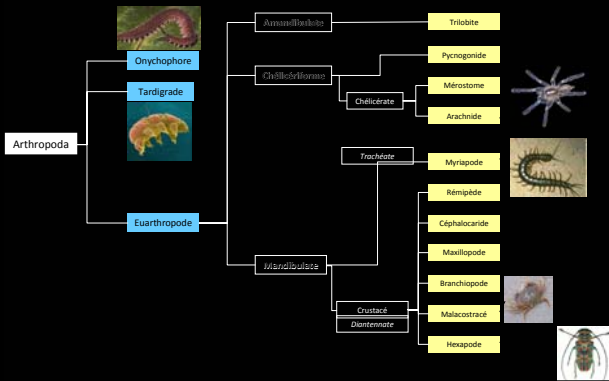 Amandibulate
Trilobite
Onychophore
Pycnogonide
Chélicériforme
Mérostome
Tardigrade
Chélicérate
Arachnide
Arthropoda
Trachéate
Myriapode
Rémipède
Euarthropode
Céphalocaride
Maxillopode
Mandibulate
Branchiopode
Crustacé
Malacostracé
Diantennate
Hexapode